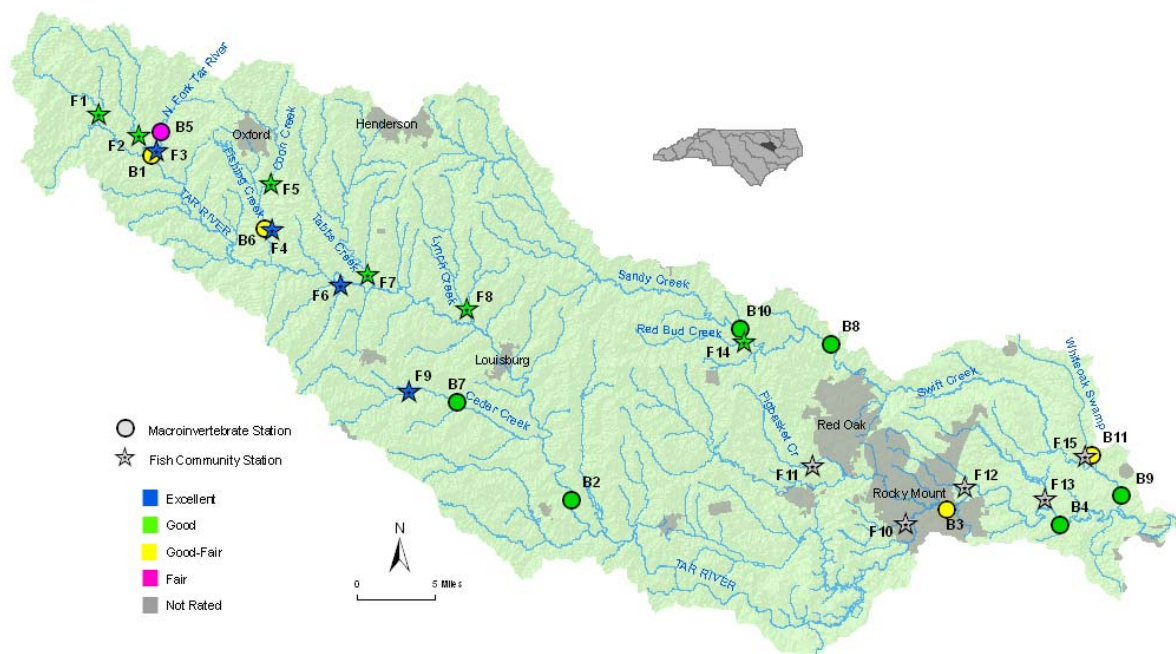 N. Fork Tar River
F1
B5
F2
F3
B1
Oxford
Henderson
Coon Creek
Fishing Creek
F5
TAR RIVER
B6
F4
Tabbs Creek
F7
F6
Lynch Creek
F8
Sandy Creek
B10
Red Bud Creek
F14
B8
Louisburg
F9
B7
Cedar Creek
Swift Creek
Whiteoak Swamp
Pigbasket Cr
Red Oak
F15
B11
F11
F12
F13
B9
Rocky Mount
B2
F10
B3
B4
TAR RIVER
Macroinvertebrate Station
Fish Community Station
Excellent
Good
Good-Fair
Fair
Not Rated
N
0 5 Miles